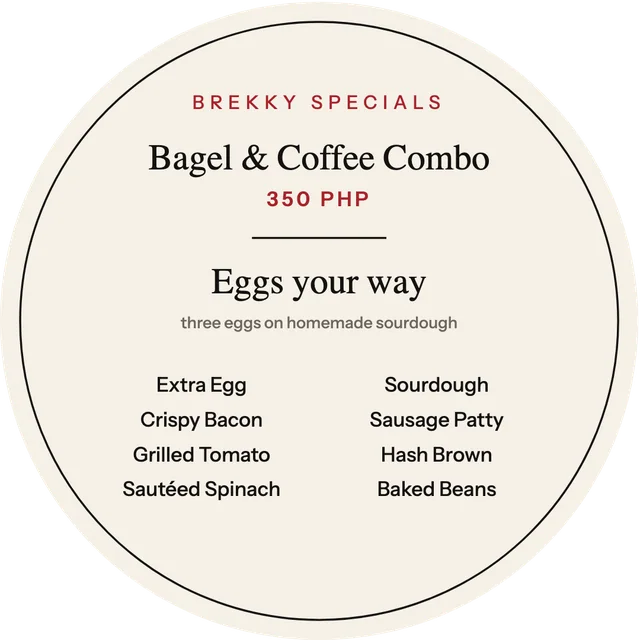 BREKKY SPECIALS
Bagel & Coffee Combo
350 PHP
Eggs your way
three eggs on homemade sourdough
Extra Egg
Crispy Bacon
Grilled Tomato
Sautéed Spinach
Sourdough
Sausage Patty
Hash Brown
Baked Beans